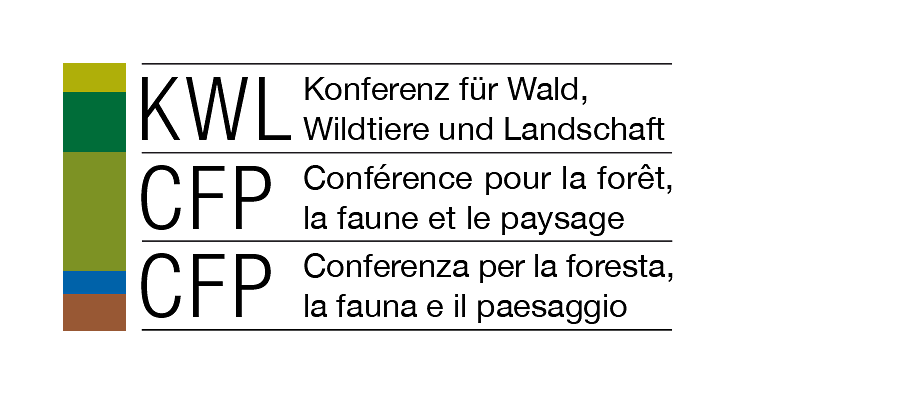 KWL Konferenz für Wald,
Wildtiere und Landschaft
CFP Conférence pour la forêt,
la faune et le paysage
CFP Conferenza per la foresta,
la fauna e il paesaggio